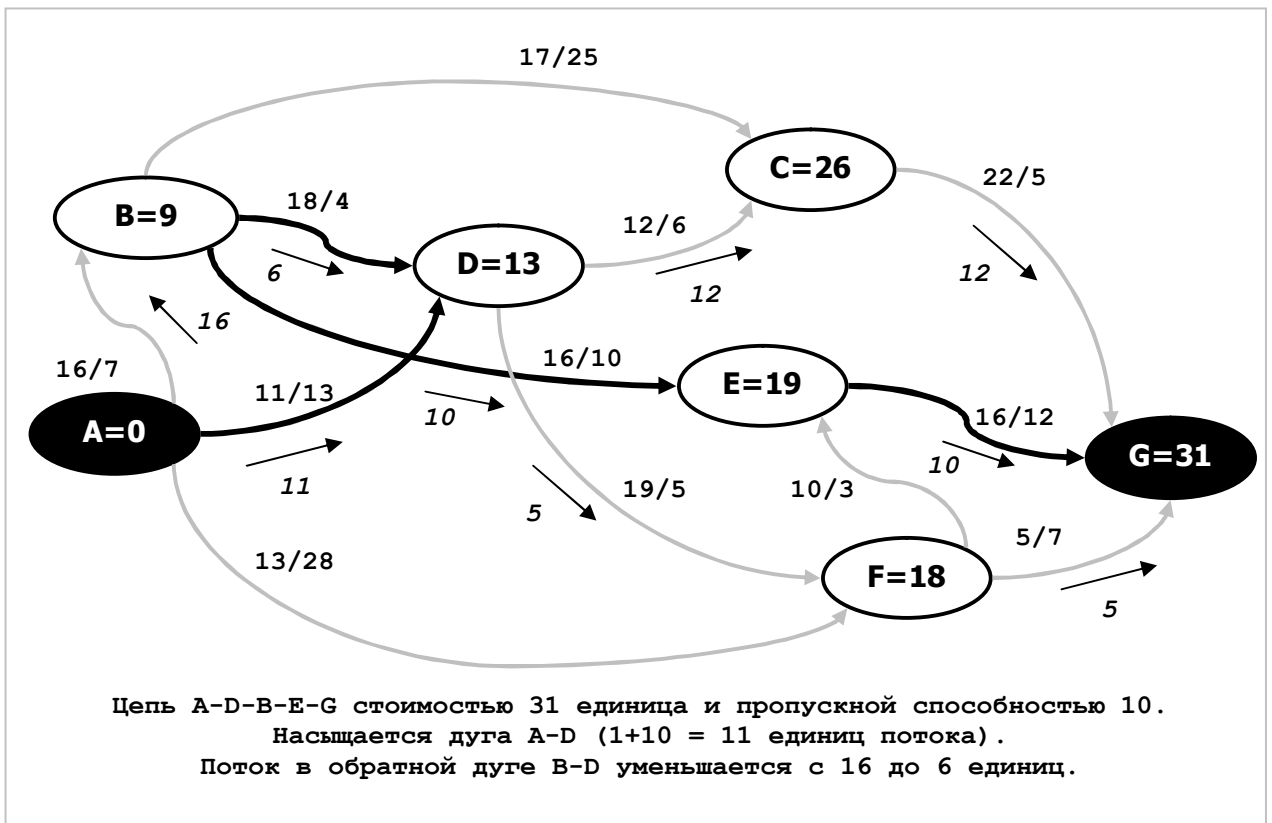 17/25
C=26
22/5
B=9
18/4
12/6
D=13
6
12
12
16
16/7
16/10
E=19
11/13
10
16/12
A=0
G=31
10
11
5
19/5
10/3
13/28
5/7
F=18
5
Цепь A-D-B-E-G стоимостью 31 единица и пропускной способностью 10.
Насыщается дуга A-D (1+10 = 11 единиц потока).
Поток в обратной дуге B-D уменьшается с 16 до 6 единиц.